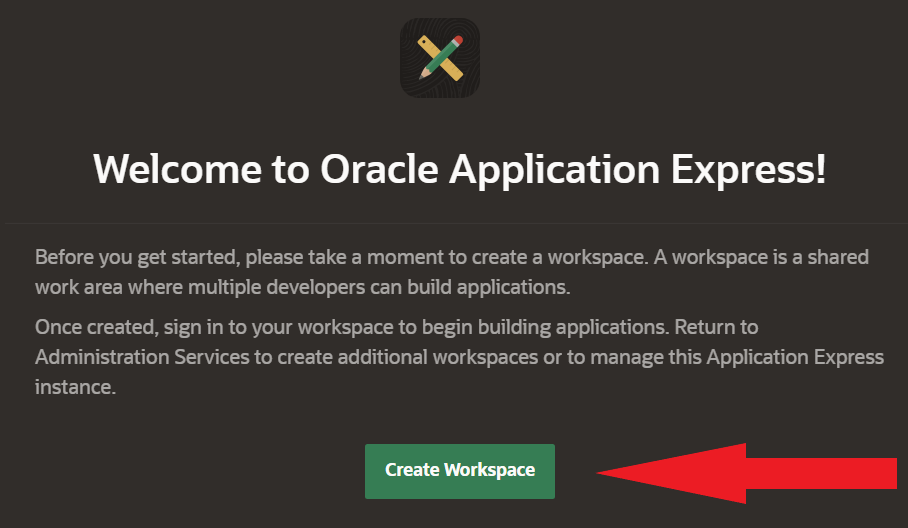 Welcome to Oracle Application Express!
Before you get started, please take a moment to create a workspace. A workspace is a shared
work area where multiple developers can build applications.
Once created, sign in to your workspace to begin building applications. Return to
Administration Services to create additional workspaces or to manage this Application Express
instance.
Create Workspace